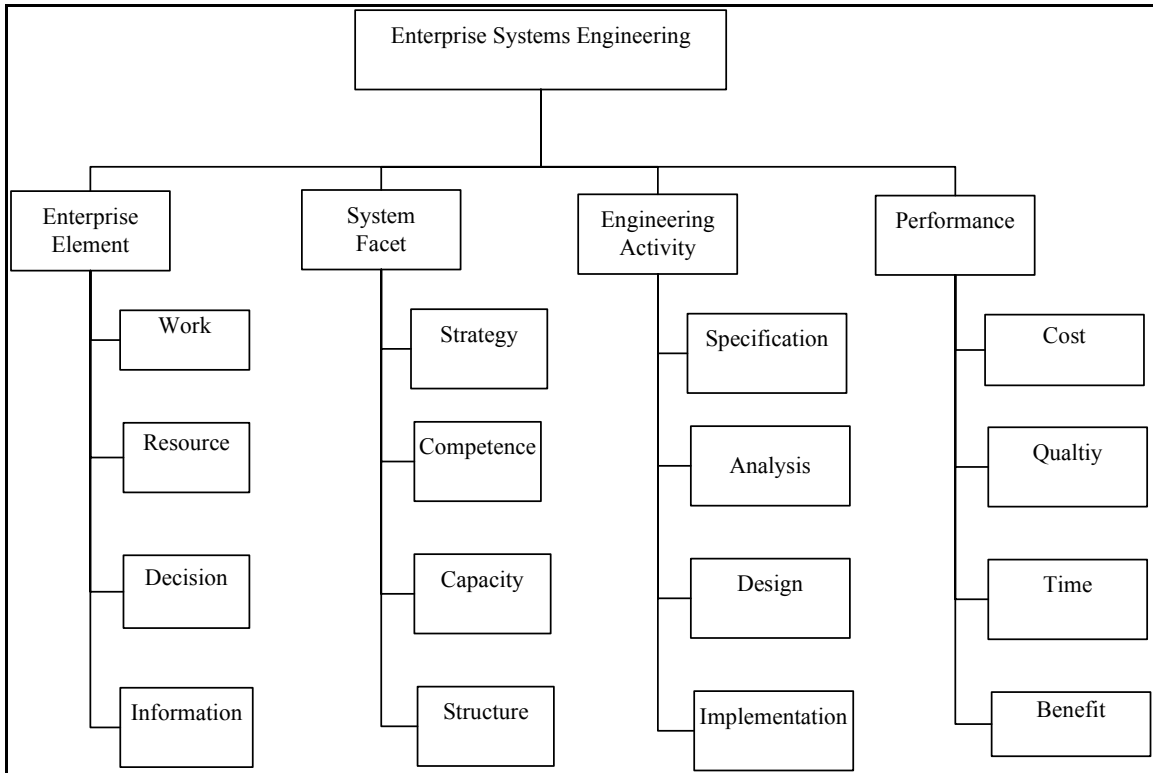 Enterprise Systems Engineering
Enterprise
Element
System
Facet
Engineering
Activity
Performance
Work
Resource
Decision
Information
Strategy
Competence
Capacity
Structure
Specification
Analysis
Design
Implementation
Cost
Qualtiy
Time
Benefit